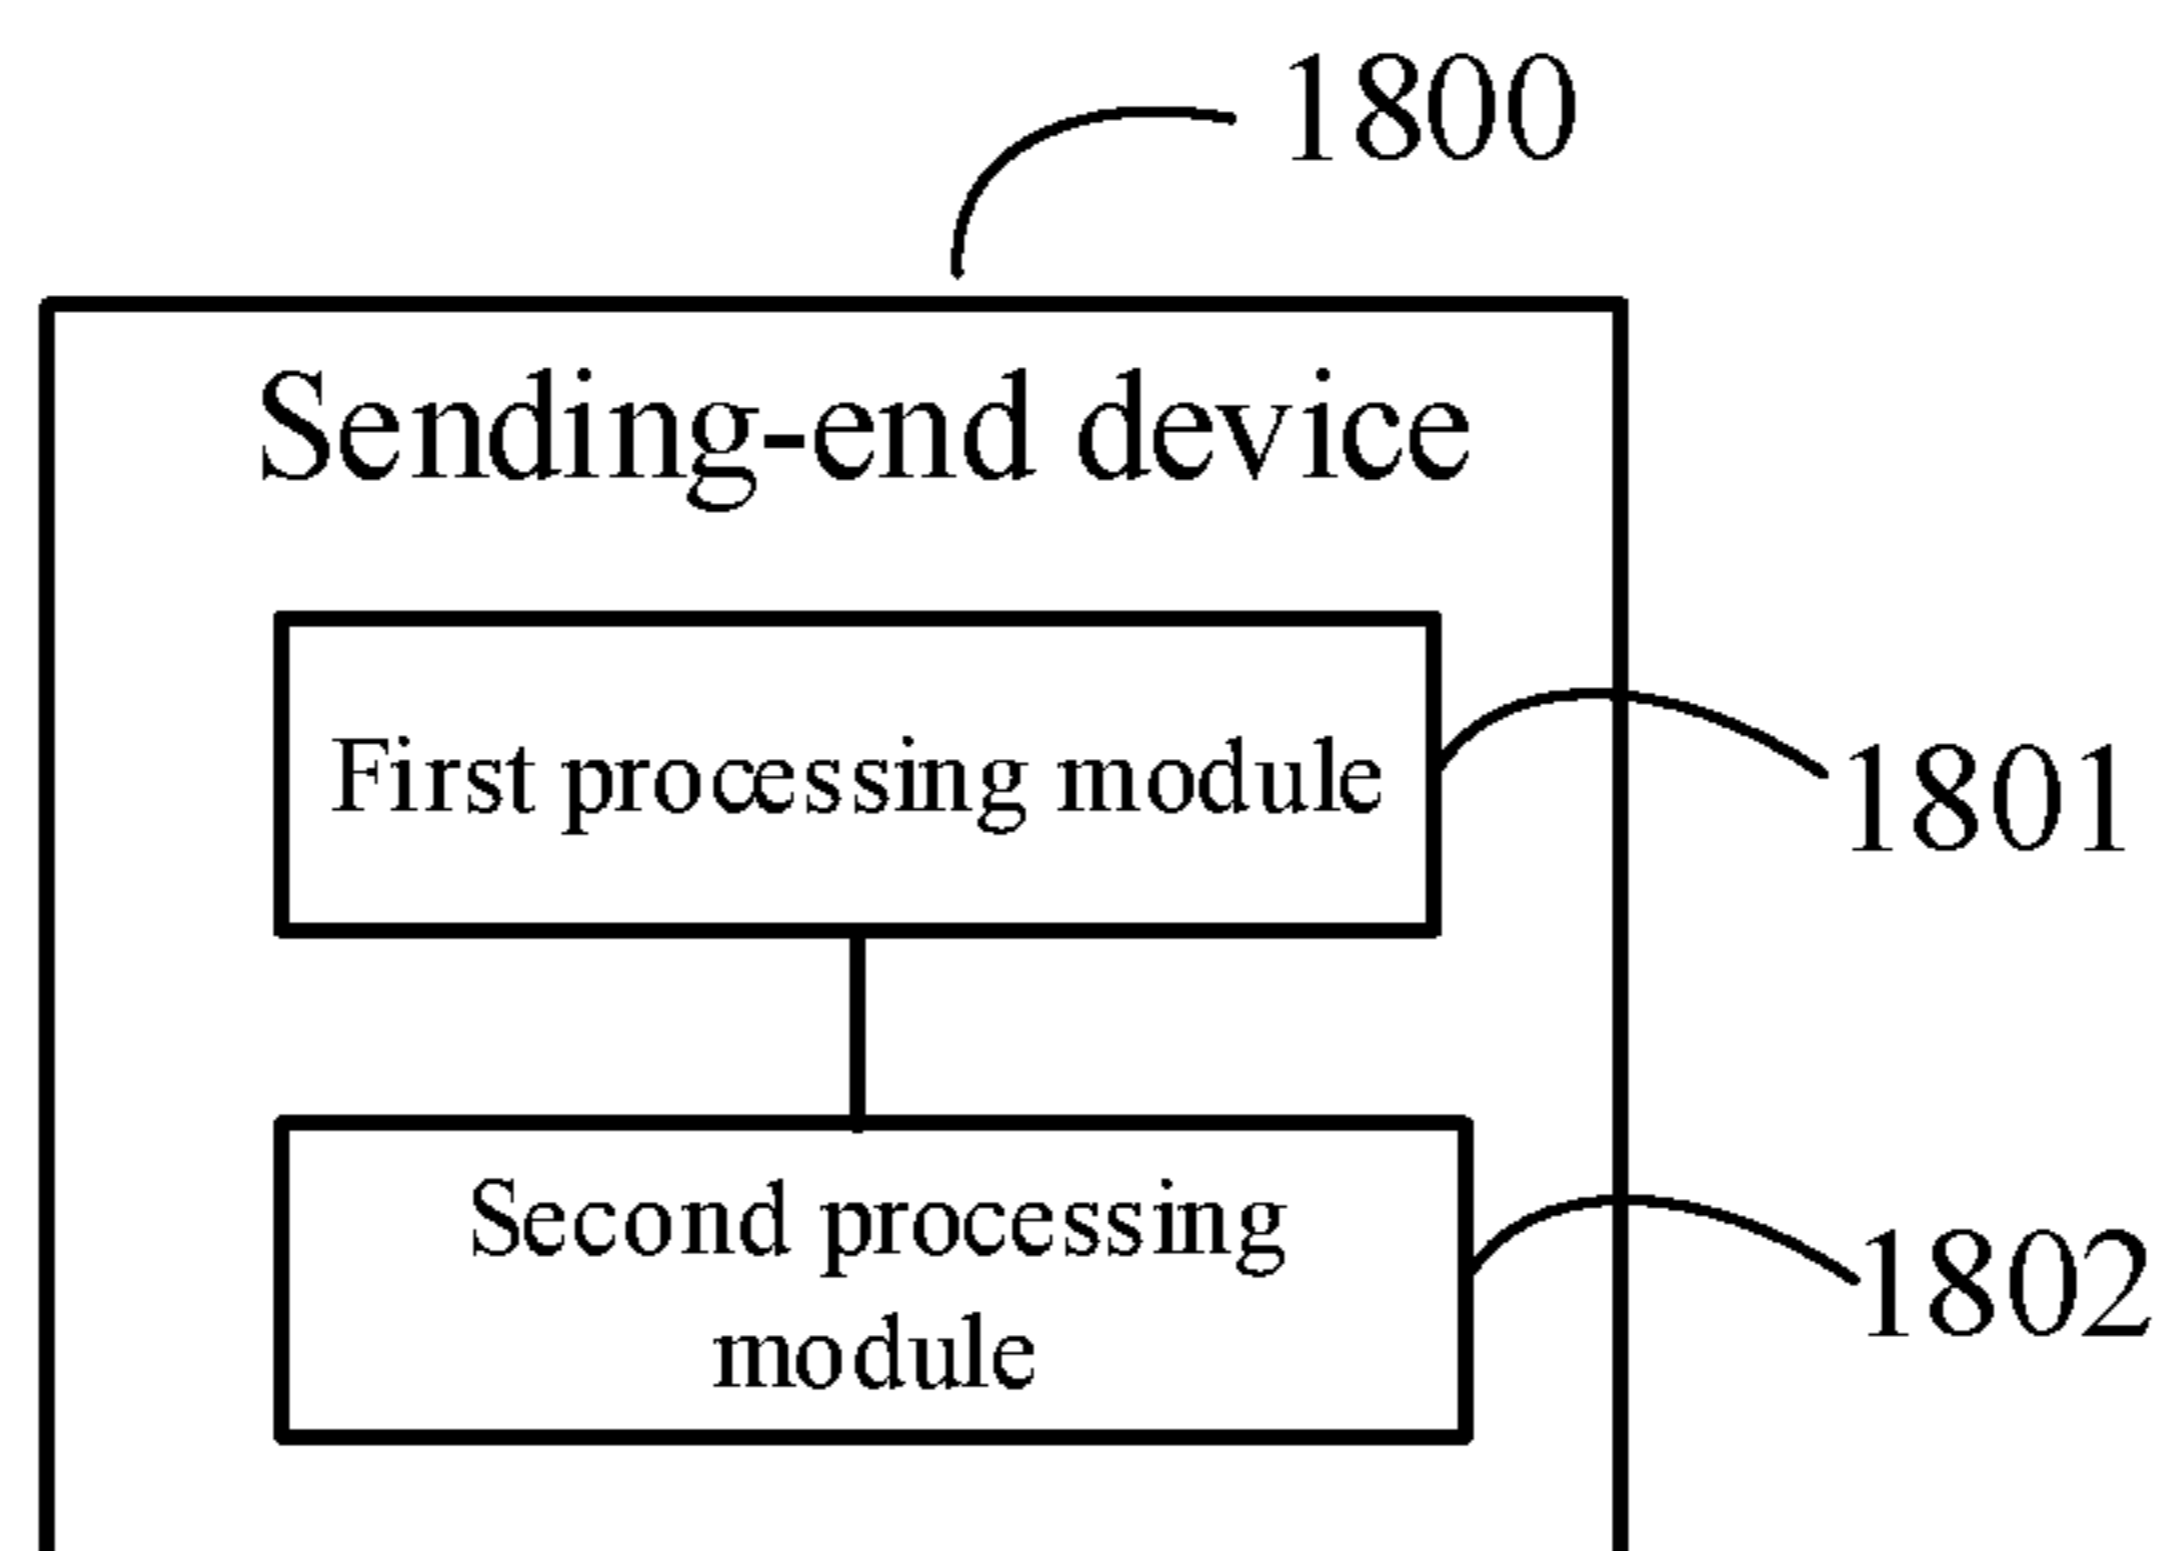 1800
Sending-end device
First processing module
1801
Second processing
module
1802